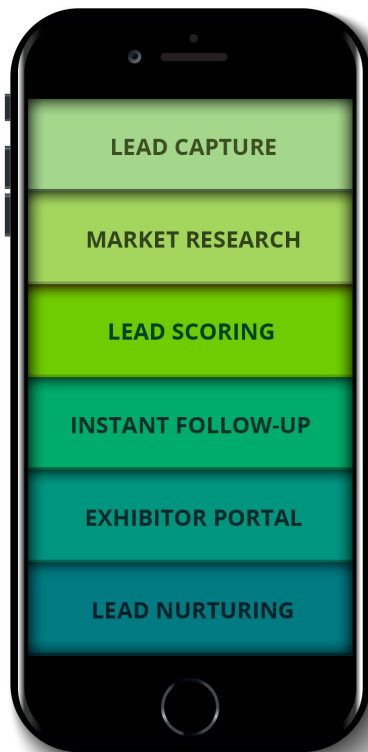 LEAD CAPTURE
MARKET RESEARCH
LEAD SCORING
INSTANT FOLLOW-UP
EXHIBITOR PORTAL
LEAD NURTURING